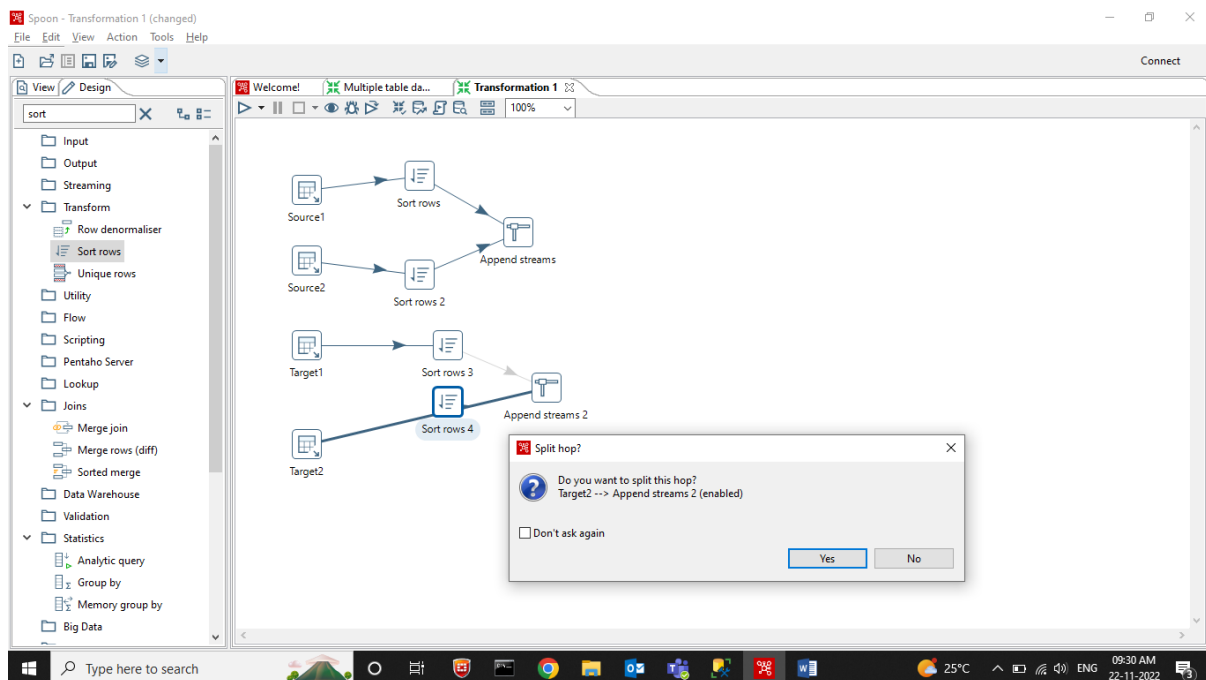 Spoon - Transformation 1 (changed)
File Edit View Action Tools Help
Connect
View Design
Welcome! Multiple table da... Transformation 1
sort
100%
Input
Output
Streaming
Transform
Row denormaliser
Sort rows
Unique rows
Utility
Flow
Scripting
Pentaho Server
Lookup
Joins
Merge join
Merge rows (diff)
Sorted merge
Data Warehouse
Validation
Statistics
Analytic query
Group by
Memory group by
Big Data
Source1
Sort rows
Append streams
Source2
Sort rows 2
Target1
Sort rows 3
Append streams 2
Sort rows 4
Target2
Split hop?
Do you want to split this hop?
Target2 --> Append streams 2 (enabled)
Don't ask again
Yes No
Type here to search
25°C
ENG
09:30 AM
22-11-2022
3